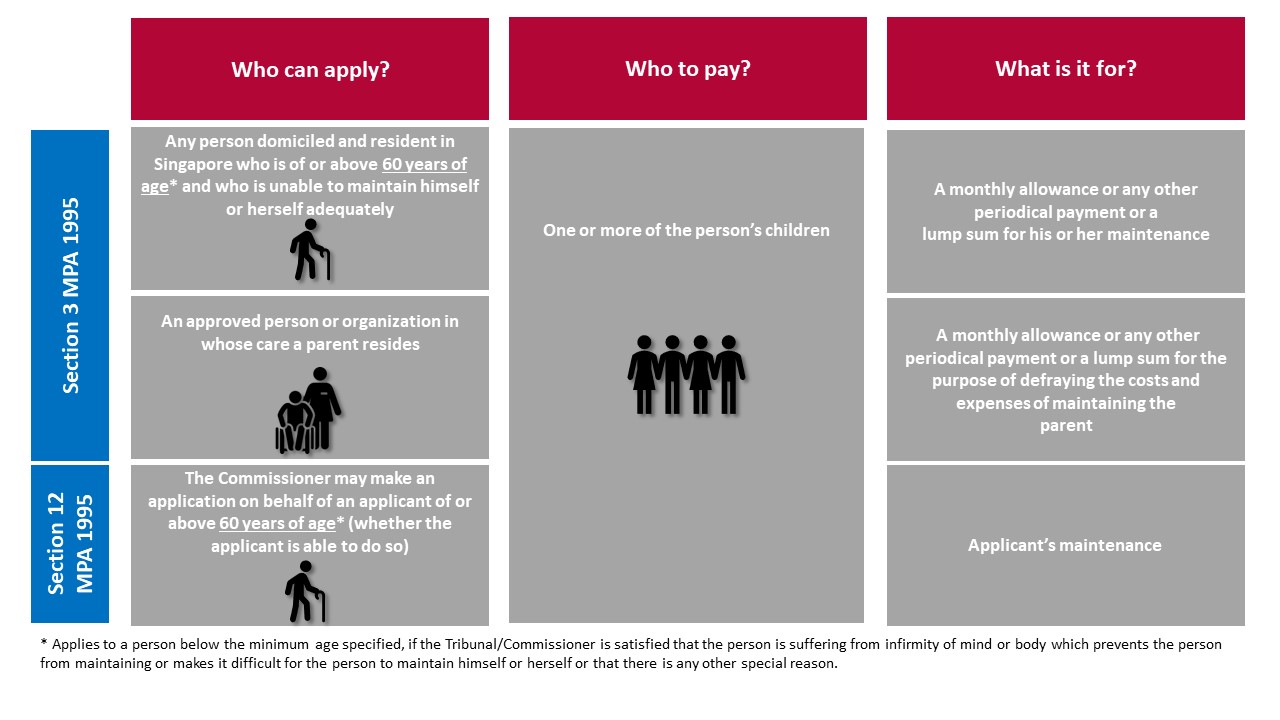 Who can apply?
Who to pay?
What is it for?
Section 3 MPA 1995
Any person domiciled and resident in
Singapore who is of or above 60 years of
age* and who is unable to maintain himself
or herself adequately
One or more of the person's children
A monthly allowance or any other
periodical payment or a
lump sum for his or her maintenance
An approved person or organization in
whose care a parent resides
A monthly allowance or any other
periodical payment or a lump sum for the
purpose of defraying the costs and
expenses of maintaining the
parent
Section 12
MPA 1995
The Commissioner may make an
application on behalf of an applicant of or
above 60 years of age* (whether the
applicant is able to do so)
Applicant's maintenance
* Applies to a person below the minimum age specified, if the Tribunal/Commissioner is satisfied that the person is suffering from infirmity of mind or body which prevents the person
from maintaining or makes it difficult for the person to maintain himself or herself or that there is any other special reason.